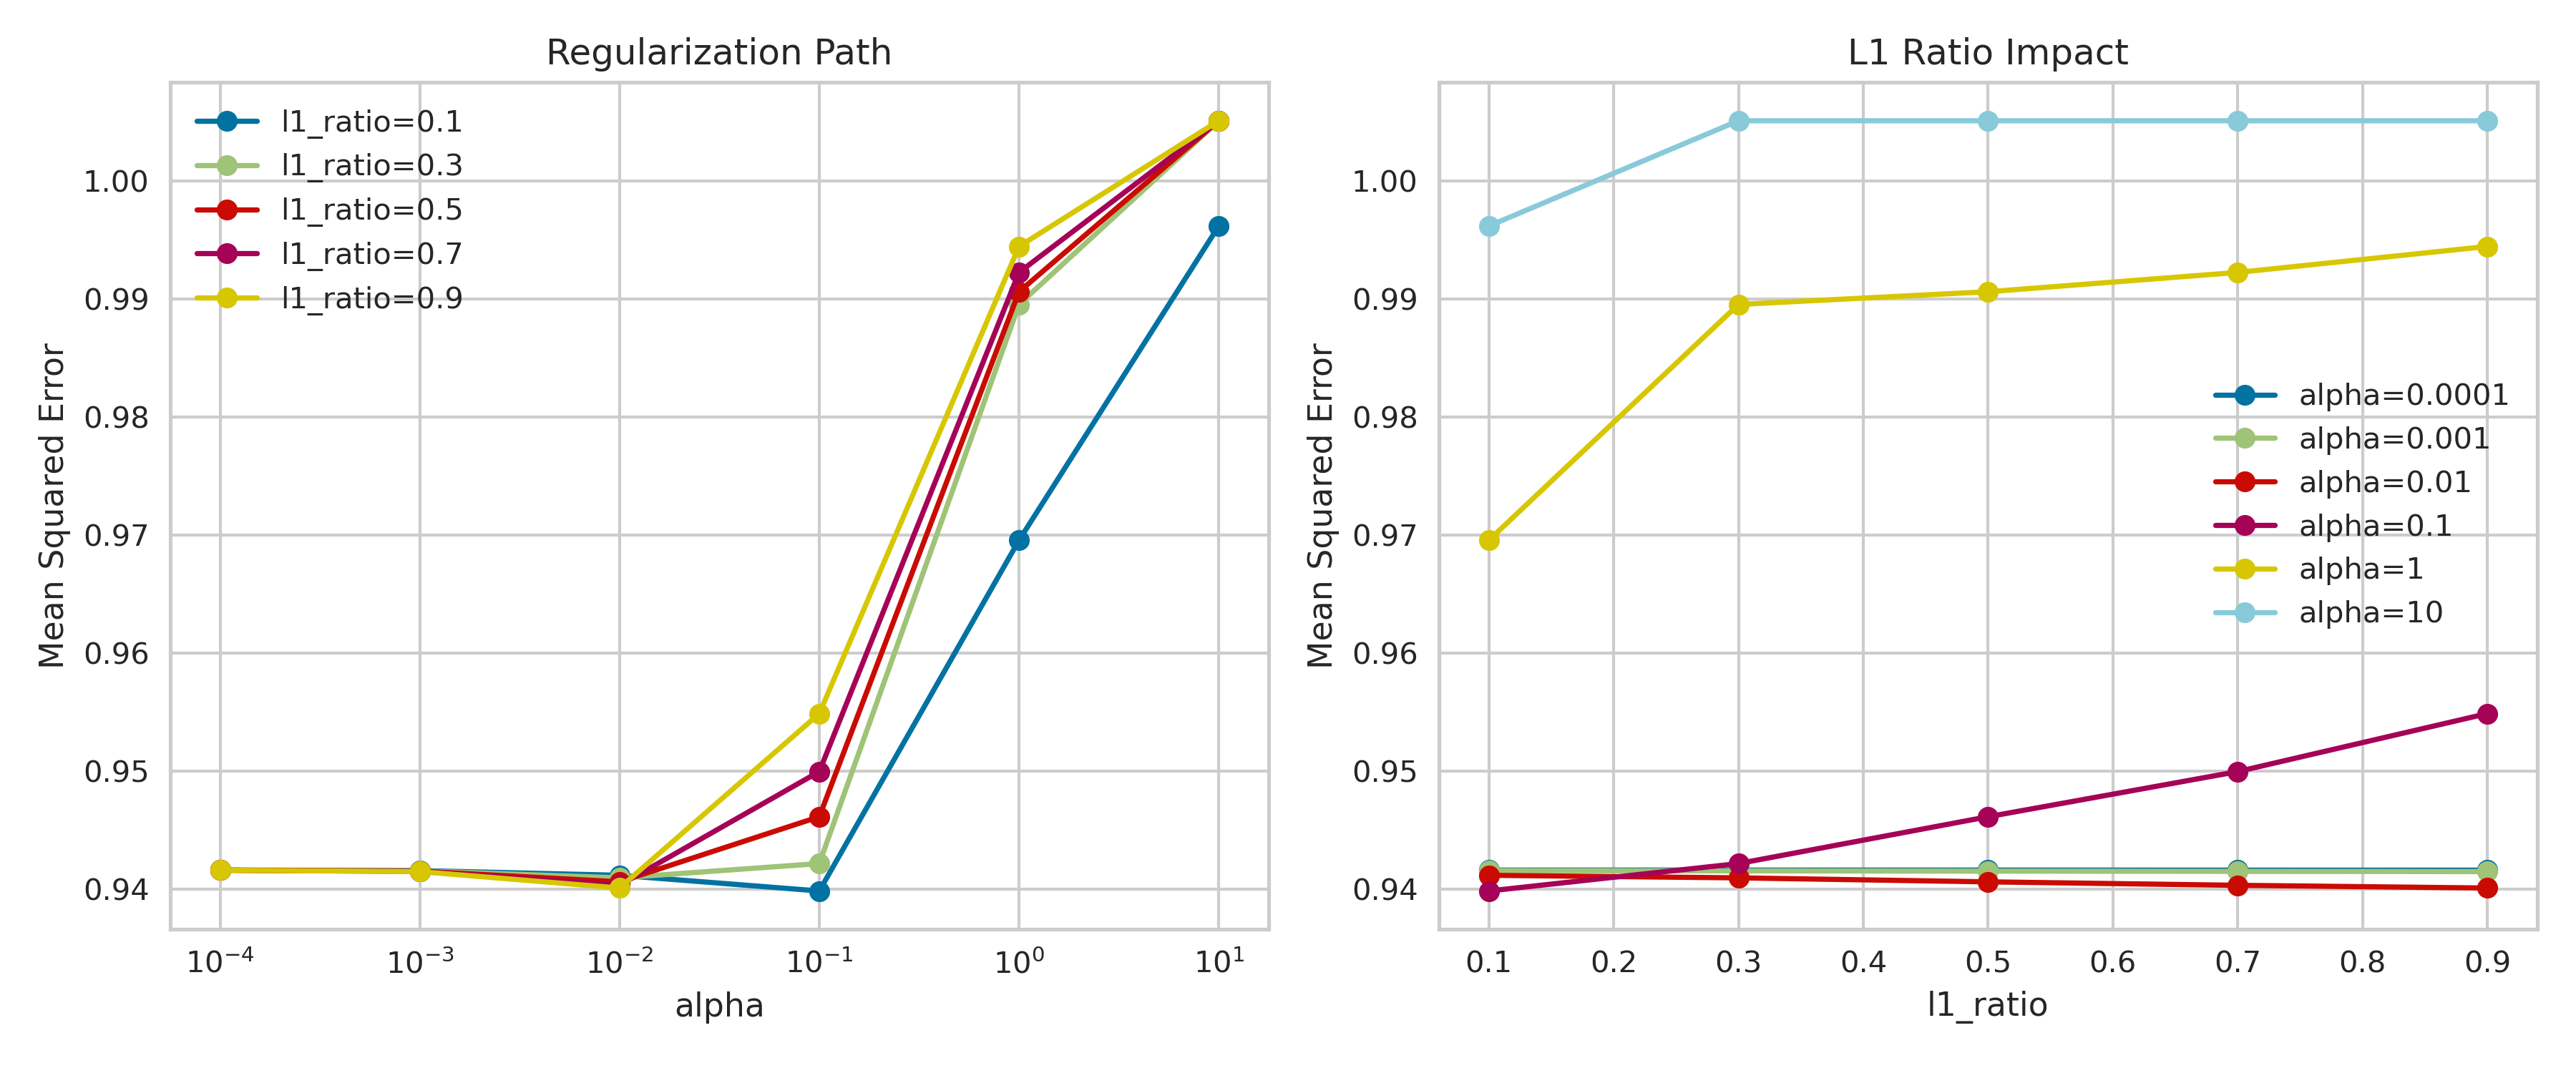 Regularization Path
l1_ratio=0.1
l1_ratio=0.3
l1_ratio=0.5
l1_ratio=0.7
l1_ratio=0.9
Mean Squared Error
1.00
0.99
0.98
0.97
0.96
0.95
0.94
10⁻⁴ 10⁻³ 10⁻² 10⁻¹ 10⁰ 10¹
alpha
L1 Ratio Impact
Mean Squared Error
1.00
0.99
0.98
0.97
0.96
0.95
0.94
alpha=0.0001
alpha=0.001
alpha=0.01
alpha=0.1
alpha=1
alpha=10
0.1 0.2 0.3 0.4 0.5 0.6 0.7 0.8 0.9
l1_ratio